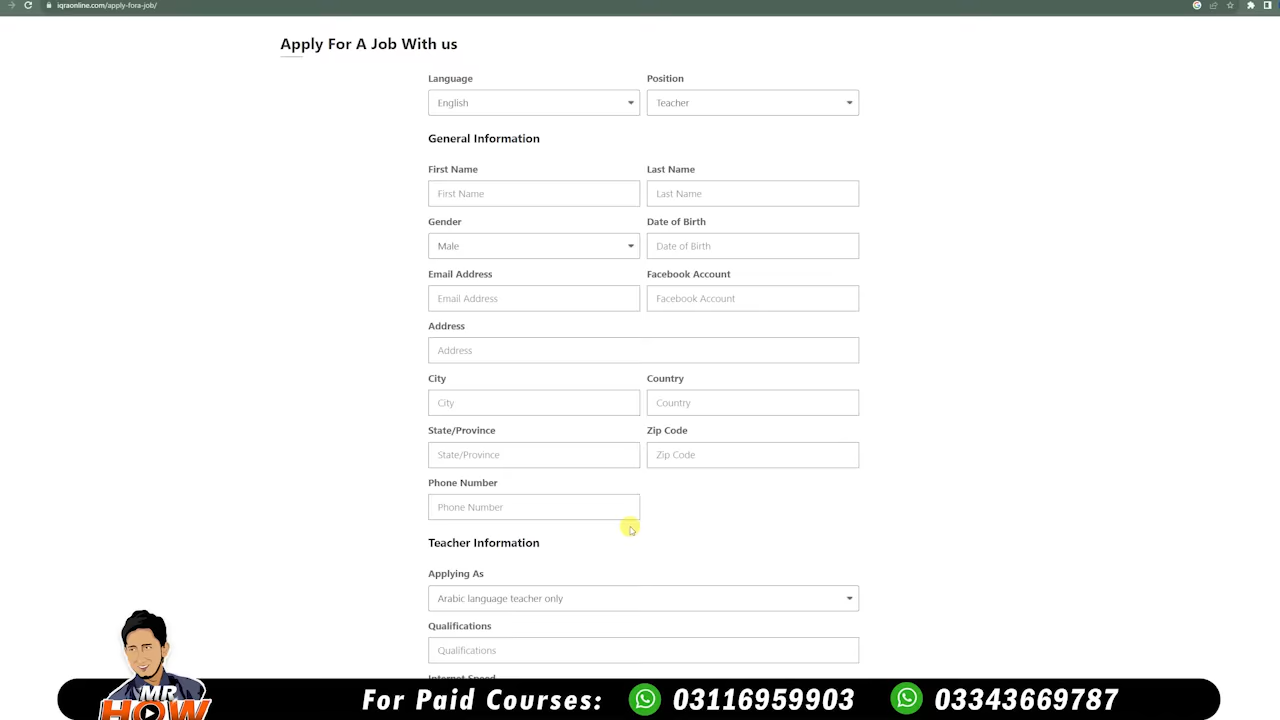 iqraonline.com/apply-fora-job/
Apply For A Job With us
Language Position
English Teacher
General Information
First Name Last Name
First Name Last Name
Gender Date of Birth
Male Date of Birth
Email Address Facebook Account
Email Address Facebook Account
Address
Address
City Country
City Country
State/Province Zip Code
State/Province Zip Code
Phone Number
Phone Number
Teacher Information
Applying As
Arabic language teacher only
Qualifications
Qualifications
Internet Speed
MR
HOW
For Paid Courses: 03116959903 03343669787